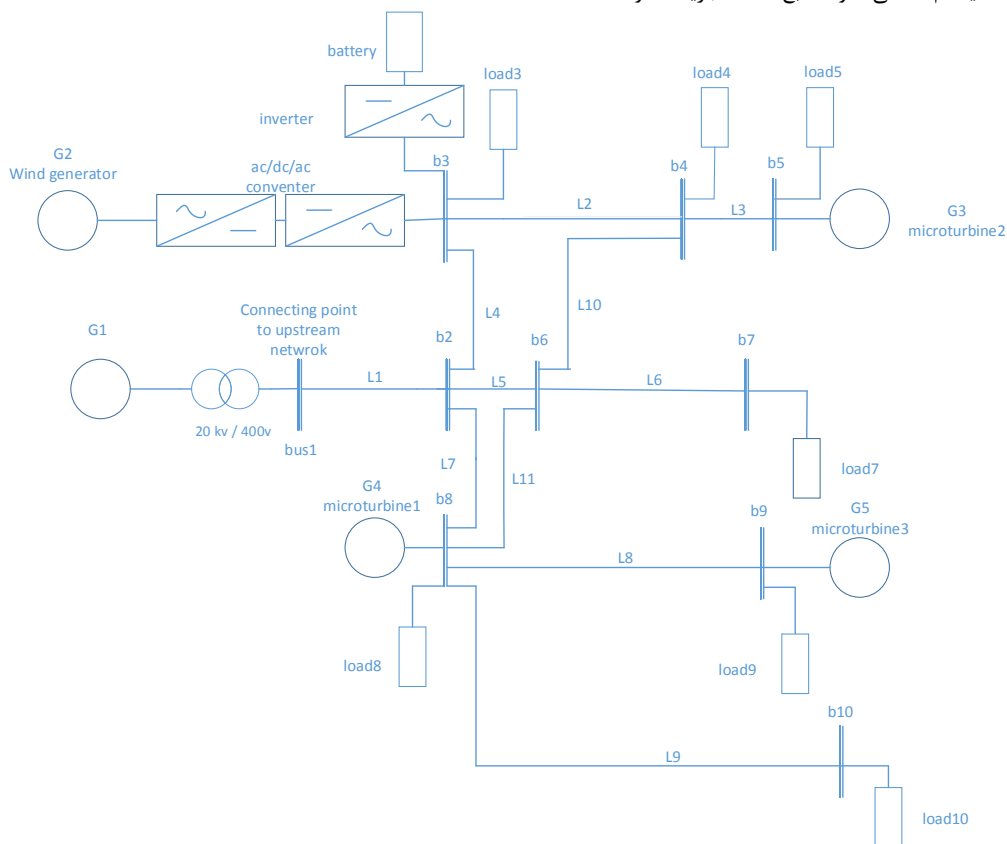 battery
load3
load4
load5
inverter
G2
Wind generator
ac/dc/ac
conventer
b3
b4
b5
L2
L3
G3
microturbine2
L4
L10
Connecting point
to upstream
netwrok
G1
b2
b6
b7
L1
L5
L6
20 kv / 400v
bus1
L7
L11
load7
G4
microturbine1
b8
b9
G5
microturbine3
L8
load8
load9
b10
L9
load10